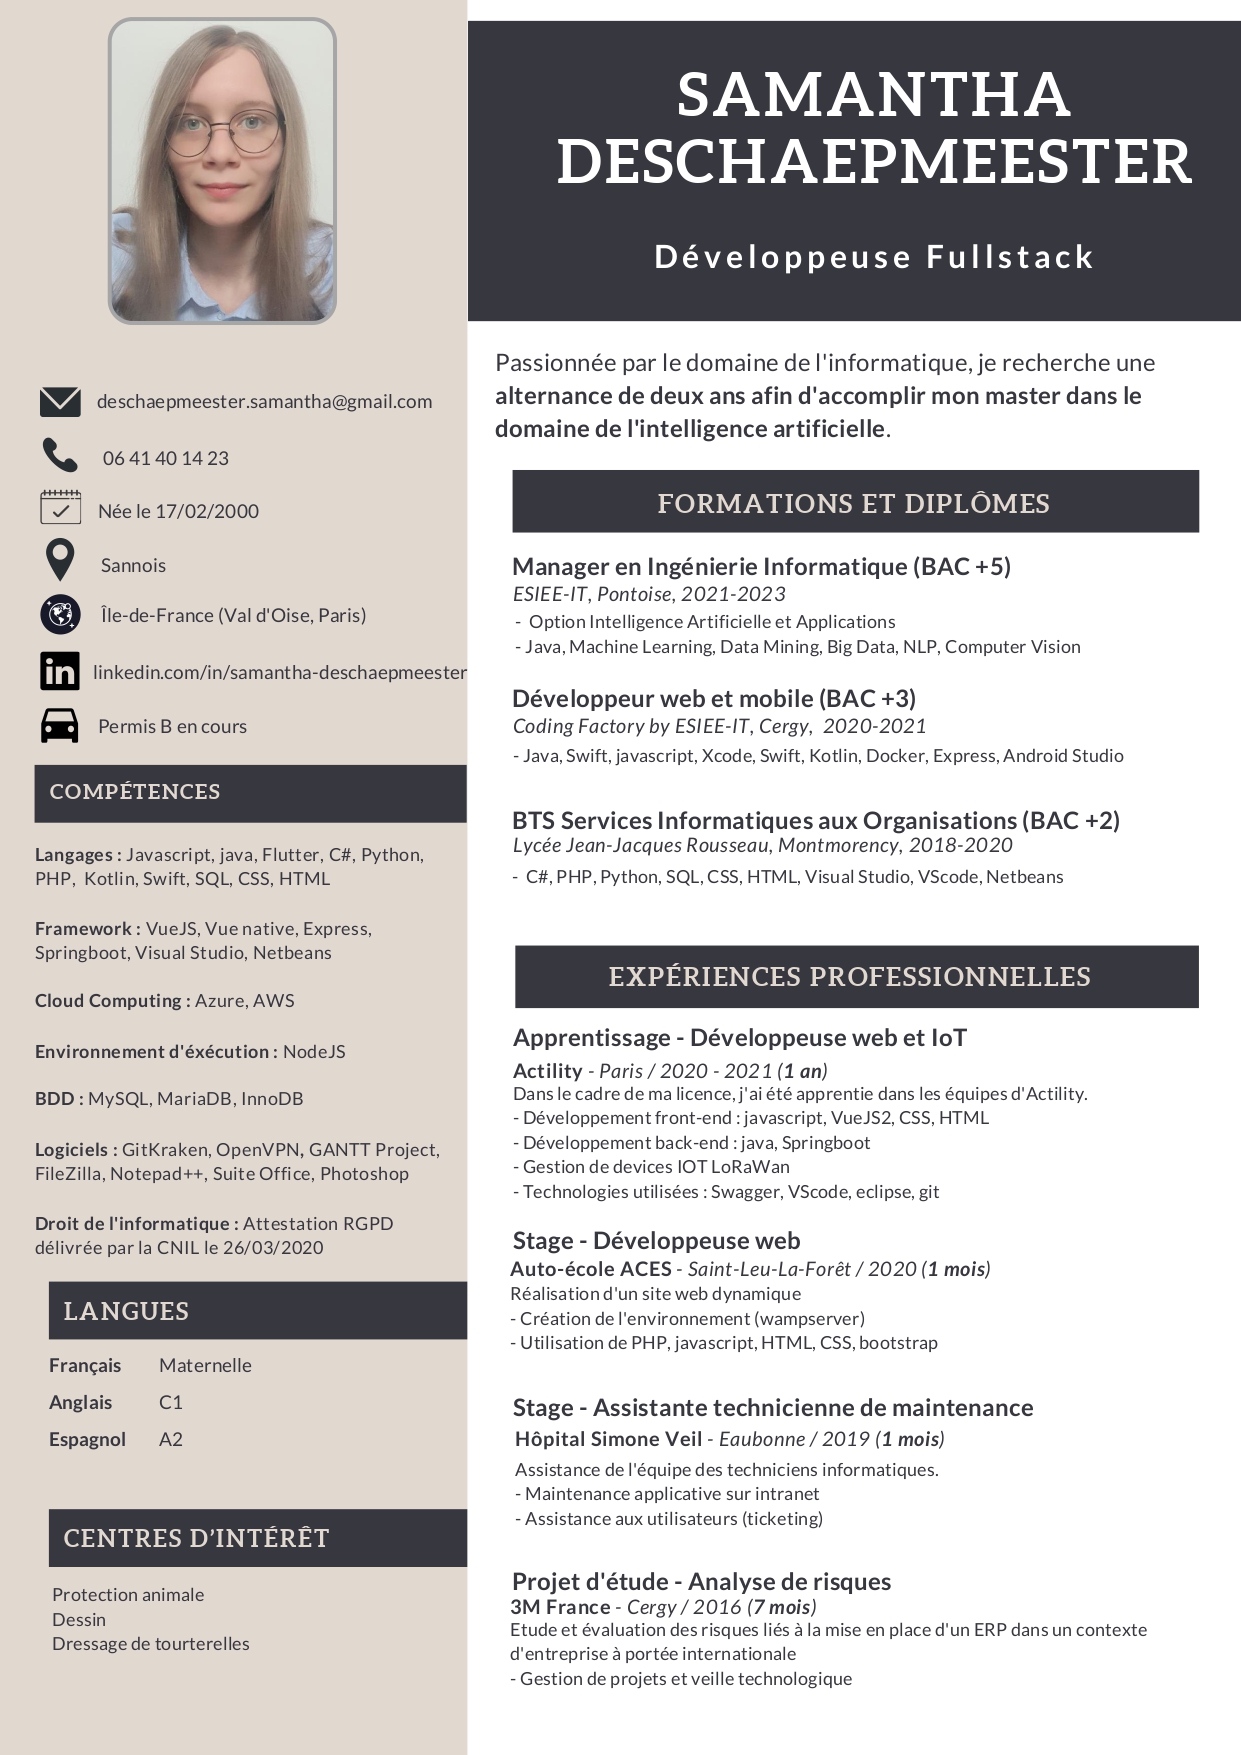 SAMANTHA
DESCHAEPMEESTER
Développeuse Fullstack
deschaepmeester.samantha@gmail.com
06 41 40 14 23
Née le 17/02/2000
Sannois
Île-de-France (Val d'Oise, Paris)
in linkedin.com/in/samantha-deschaepmeester
Permis B en cours
COMPÉTENCES
Langages : Javascript, java, Flutter, C#, Python,
PHP, Kotlin, Swift, SQL, CSS, HTML
Framework : VueJS, Vue native, Express,
Springboot, Visual Studio, Netbeans
Cloud Computing : Azure, AWS
Environnement d'éxécution : NodeJS
BDD : MySQL, MariaDB, InnoDB
Logiciels : GitKraken, OpenVPN, GANTT Project,
FileZilla, Notepad++, Suite Office, Photoshop
Droit de l'informatique : Attestation RGPD
délivrée par la CNIL le 26/03/2020
LANGUES
Français Maternelle
Anglais C1
Espagnol A2
CENTRES D’INTÉRÊT
Protection animale
Dessin
Dressage de tourterelles
Passionnée par le domaine de l'informatique, je recherche une
alternance de deux ans afin d'accomplir mon master dans le
domaine de l'intelligence artificielle.
FORMATIONS ET DIPLÔMES
Manager en Ingénierie Informatique (BAC +5)
ESIEE-IT, Pontoise, 2021-2023
- Option Intelligence Artificielle et Applications
- Java, Machine Learning, Data Mining, Big Data, NLP, Computer Vision
Développeur web et mobile (BAC +3)
Coding Factory by ESIEE-IT, Cergy, 2020-2021
- Java, Swift, javascript, Xcode, Swift, Kotlin, Docker, Express, Android Studio
BTS Services Informatiques aux Organisations (BAC +2)
Lycée Jean-Jacques Rousseau, Montmorency, 2018-2020
- C#, PHP, Python, SQL, CSS, HTML, Visual Studio, VScode, Netbeans
EXPÉRIENCES PROFESSIONNELLES
Apprentissage - Développeuse web et IoT
Actility - Paris / 2020 - 2021 (1 an)
Dans le cadre de ma licence, j'ai été apprentie dans les équipes d'Actility.
- Développement front-end : javascript, VueJS2, CSS, HTML
- Développement back-end : java, Springboot
- Gestion de devices IOT LoRaWan
- Technologies utilisées : Swagger, VScode, eclipse, git
Stage - Développeuse web
Auto-école ACES - Saint-Leu-La-Forêt / 2020 (1 mois)
Réalisation d'un site web dynamique
- Création de l'environnement (wampserver)
- Utilisation de PHP, javascript, HTML, CSS, bootstrap
Stage - Assistante technicienne de maintenance
Hôpital Simone Veil - Eaubonne / 2019 (1 mois)
Assistance de l'équipe des techniciens informatiques.
- Maintenance applicative sur intranet
- Assistance aux utilisateurs (ticketing)
Projet d'étude - Analyse de risques
3M France - Cergy / 2016 (7 mois)
Etude et évaluation des risques liés à la mise en place d'un ERP dans un contexte
d'entreprise à portée internationale
- Gestion de projets et veille technologique